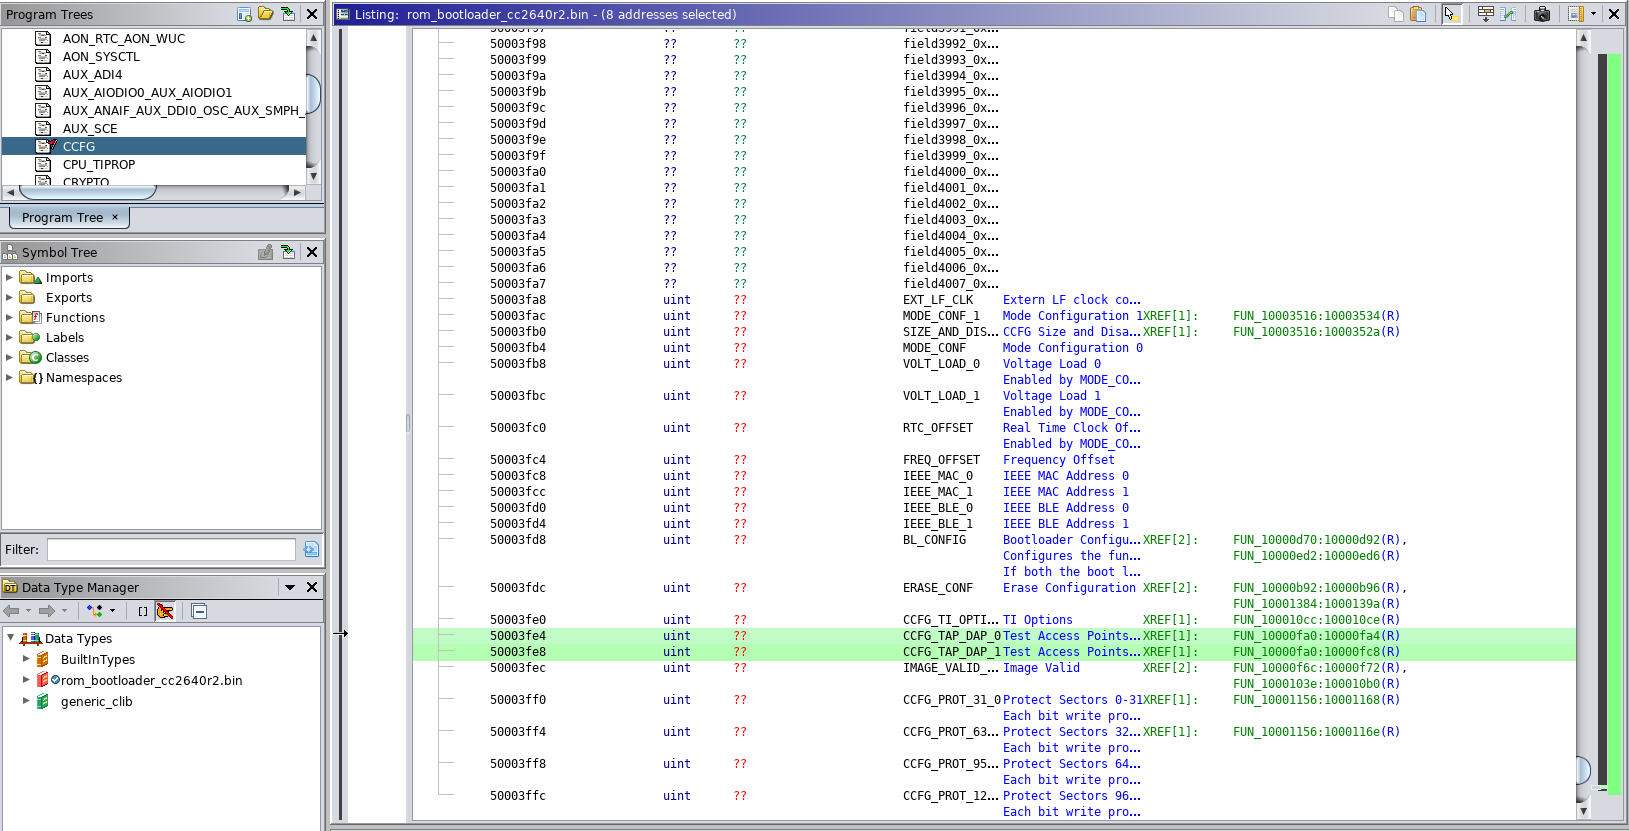 Program Trees
AON_RTC_AON_WUC
AON_SYSCTL
AUX_ADI4
AUX_AIODIO0_AUX_AIODIO1
AUX_ANAIF_AUX_DDI0_OSC_AUX_SMPH_
AUX_SCE
CCFG
CPU_TIPROP
CRYPTO
Program Tree ×
Symbol Tree
Imports
Exports
Functions
Labels
Classes
Namespaces
Filter:
Data Type Manager
Data Types
BuiltInTypes
rom_bootloader_cc2640r2.bin
generic_clib
Listing: rom_bootloader_cc2640r2.bin - (8 addresses selected)
50003f97 ?? ?? field3991_0x...
50003f98 ?? ?? field3992_0x...
50003f99 ?? ?? field3993_0x...
50003f9a ?? ?? field3994_0x...
50003f9b ?? ?? field3995_0x...
50003f9c ?? ?? field3996_0x...
50003f9d ?? ?? field3997_0x...
50003f9e ?? ?? field3998_0x...
50003f9f ?? ?? field3999_0x...
50003fa0 ?? ?? field4000_0x...
50003fa1 ?? ?? field4001_0x...
50003fa2 ?? ?? field4002_0x...
50003fa3 ?? ?? field4003_0x...
50003fa4 ?? ?? field4004_0x...
50003fa5 ?? ?? field4005_0x...
50003fa6 ?? ?? field4006_0x...
50003fa7 ?? ?? field4007_0x...
50003fa8 uint ?? EXT_LF_CLK Extern LF clock co...
50003fac uint ?? MODE_CONF_1 Mode Configuration 1 XREF[1]: FUN_10003516:10003534(R)
50003fb0 uint ?? SIZE_AND_DIS... CCFG Size and Disa... XREF[1]: FUN_10003516:1000352a(R)
50003fb4 uint ?? MODE_CONF Mode Configuration 0
50003fb8 uint ?? VOLT_LOAD_0 Voltage Load 0
Enabled by MODE_CO...
50003fbc uint ?? VOLT_LOAD_1 Voltage Load 1
Enabled by MODE_CO...
50003fc0 uint ?? RTC_OFFSET Real Time Clock Of...
Enabled by MODE_CO...
50003fc4 uint ?? FREQ_OFFSET Frequency Offset
50003fc8 uint ?? IEEE_MAC_0 IEEE MAC Address 0
50003fcc uint ?? IEEE_MAC_1 IEEE MAC Address 1
50003fd0 uint ?? IEEE_BLE_0 IEEE BLE Address 0
50003fd4 uint ?? IEEE_BLE_1 IEEE BLE Address 1
50003fd8 uint ?? BL_CONFIG Bootloader Configu... XREF[2]: FUN_10000d70:10000d92(R),
Configures the fun... FUN_10000ed2:10000ed6(R)
If both the boot l...
50003fdc uint ?? ERASE_CONF Erase Configuration XREF[2]: FUN_10000b92:10000b96(R),
FUN_10001384:1000139a(R)
50003fe0 uint ?? CCFG_TI_OPTI... TI Options XREF[1]: FUN_100010cc:100010ce(R)
50003fe4 uint ?? CCFG_TAP_DAP_0 Test Access Points... XREF[1]: FUN_10000fa0:10000fa4(R)
50003fe8 uint ?? CCFG_TAP_DAP_1 Test Access Points... XREF[1]: FUN_10000fa0:10000fc8(R)
50003fec uint ?? IMAGE_VALID_... Image Valid XREF[2]: FUN_10000f6c:10000f72(R),
FUN_1000103e:100010b0(R)
50003ff0 uint ?? CCFG_PROT_31_0 Protect Sectors 0-31 XREF[1]: FUN_10001156:10001168(R)
Each bit write pro...
50003ff4 uint ?? CCFG_PROT_63... Protect Sectors 32... XREF[1]: FUN_10001156:1000116e(R)
Each bit write pro...
50003ff8 uint ?? CCFG_PROT_95... Protect Sectors 64...
Each bit write pro...
50003ffc uint ?? CCFG_PROT_12... Protect Sectors 96...
Each bit write pro...